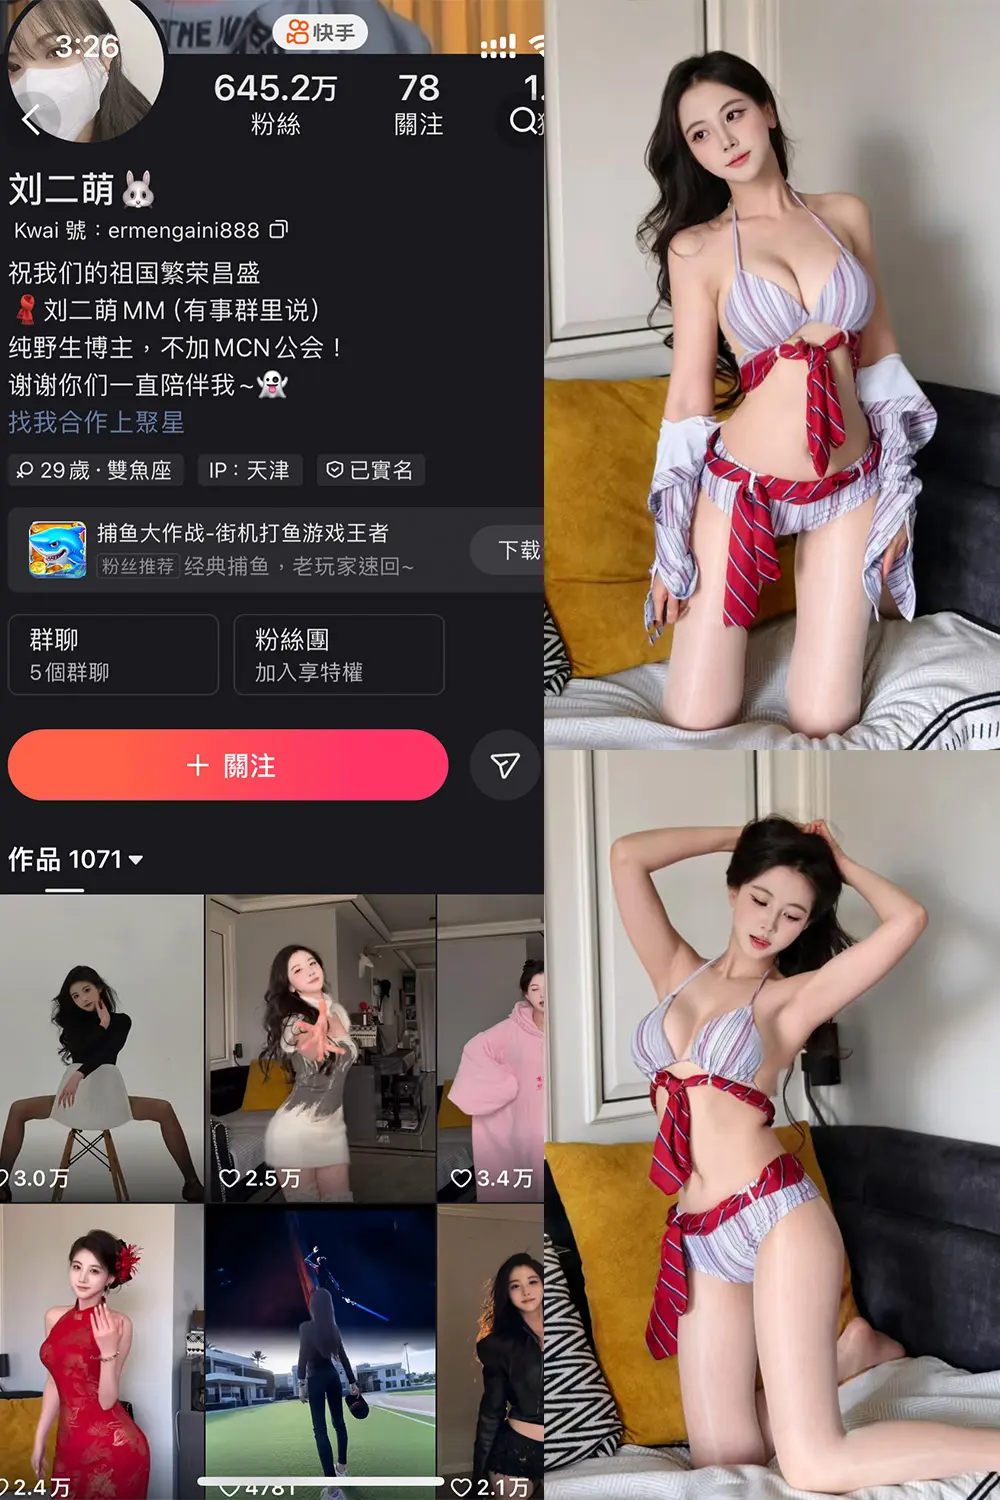 THE
快手
3:26
645.2万
78
1.
粉絲
關注
刘二萌🐰
Kwai 號：ermengaini888
祝我们的祖国繁荣昌盛
🧣刘二萌MM（有事群里说）
纯野生博主，不加MCN公会！
谢谢你们一直陪伴我~👻
找我合作上聚星
29歲·雙魚座
IP：天津
已實名
捕鱼大作战-街机打鱼游戏王者
粉丝推荐 经典捕鱼，老玩家速回~
下载
群聊
5個群聊
粉絲團
加入享特權
＋ 關注
作品 1071
3.0万
2.5万
3.4万
2.4万
4781
2.1万